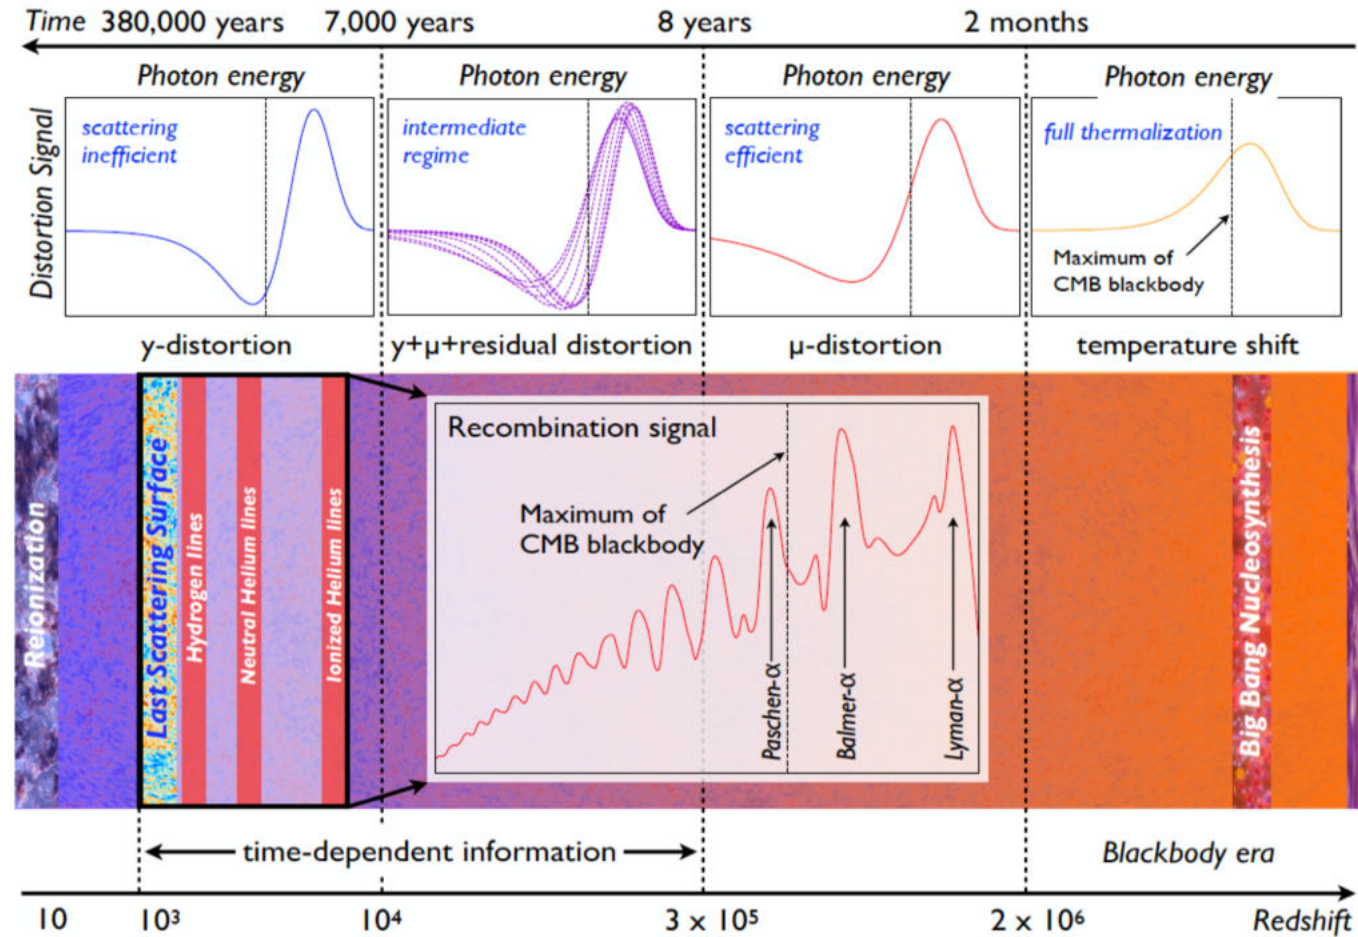 Time 380,000 years 7,000 years 8 years 2 months
Photon energy Photon energy Photon energy Photon energy
Distortion Signal
scattering
inefficient
intermediate
regime
scattering
efficient
full thermalization
Maximum of
CMB blackbody
y-distortion y+μ+residual distortion μ-distortion temperature shift
Reionization
Last Scattering Surface
Hydrogen lines
Neutral Helium lines
Ionized Helium lines
Recombination signal
Maximum of
CMB blackbody
Paschen-α
Balmer-α
Lyman-α
Big Bang Nucleosynthesis
time-dependent information
Blackbody era
10 10³ 10⁴ 3 x 10⁵ 2 x 10⁶ Redshift